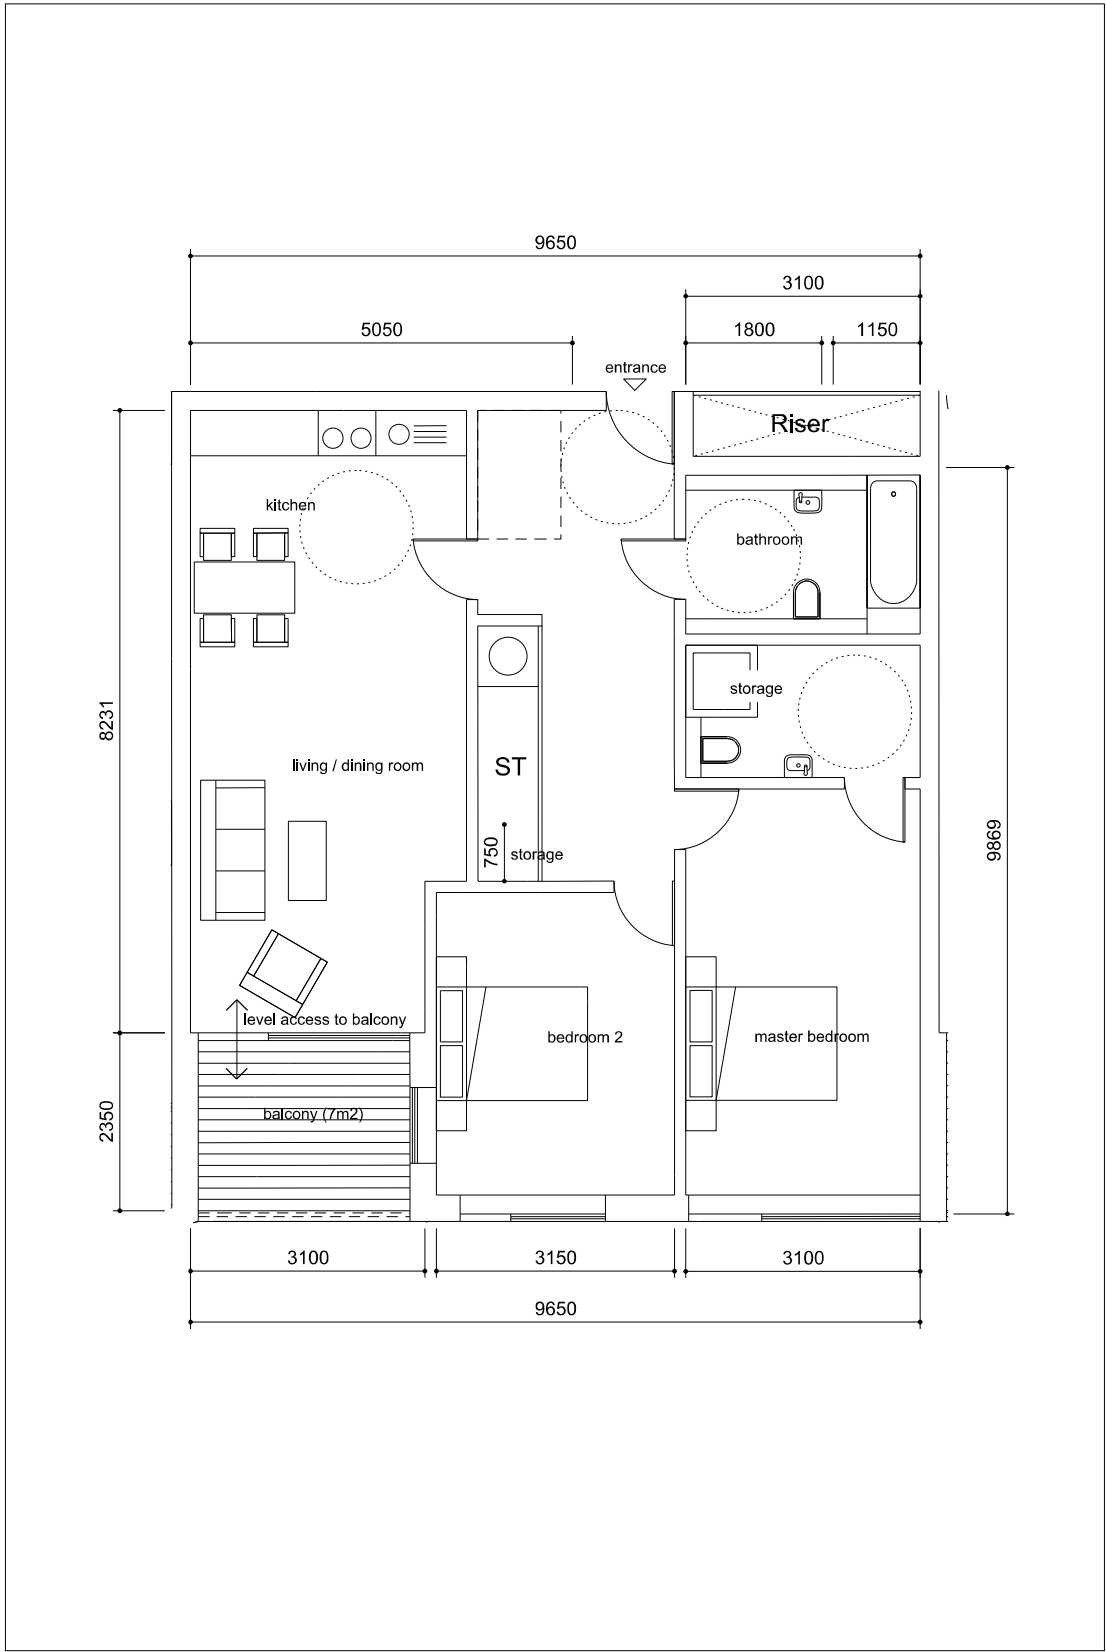 9650
3100
5050
1800
1150
entrance
Riser
kitchen
bathroom
storage
8231
living / dining room
ST
750
storage
9869
level access to balcony
bedroom 2
master bedroom
balcony (7m2)
2350
3100
3150
3100
9650